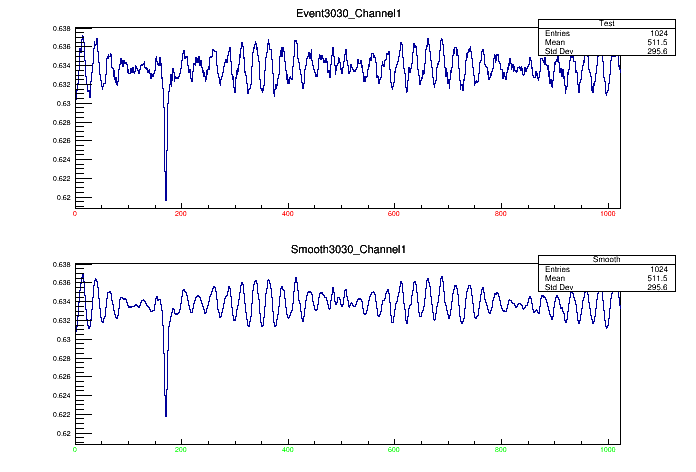 Event3030_Channel1
Test
Entries 1024
Mean 511.5
Std Dev 295.6
0.638
0.636
0.634
0.632
0.63
0.628
0.626
0.624
0.622
0.62
0 200 400 600 800 1000
Smooth3030_Channel1
Smooth
Entries 1024
Mean 511.5
Std Dev 295.6
0.638
0.636
0.634
0.632
0.63
0.628
0.626
0.624
0.622
0.62
0 200 400 600 800 1000